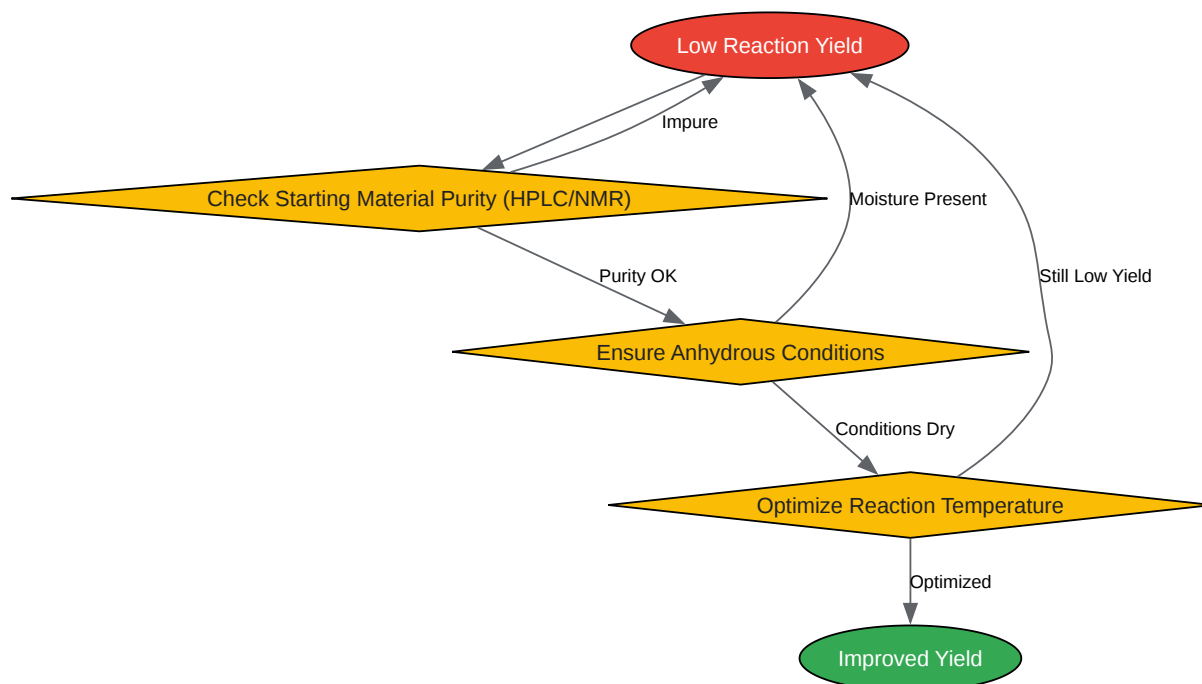 Low Reaction Yield
Impure
Check Starting Material Purity (HPLC/NMR)
Moisture Present
Purity OK
Still Low Yield
Ensure Anhydrous Conditions
Conditions Dry
Optimize Reaction Temperature
Optimized
Improved Yield